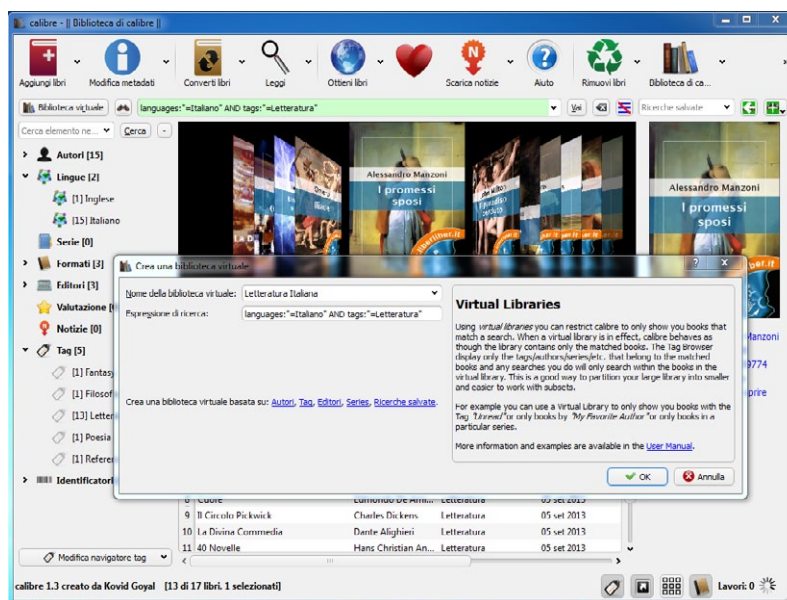 calibre - || Biblioteca di calibre ||
Aggiungi libri
Modifica metadati
Converti libri
Leggi
Ottieni libri
Scarica notizie
Aiuto
Rimuovi libri
Biblioteca di ca...
Biblioteca virtuale
languages:"=Italiano" AND tags:"=Letteratura"
Vai
Ricerche salvate
Cerca elemento ne...
Cerca
-
Autori [15]
Lingue [2]
[1] Inglese
[15] Italiano
Serie [0]
Formati [3]
Editori [3]
Valutazione [
Notizie [0]
Tag [5]
[1] Fantasy
[1] Filosof
[13] Letter
[1] Poesia
[1] Refere
Identificatori
Modifica navigatore tag
Alessandro Manzoni
I promessi
sposi
Alessandro Manzoni
I promessi
sposi
liberliber.it
Manzoni
9774
prire
Crea una biblioteca virtuale
Nome della biblioteca virtuale:
Letteratura Italiana
Espressione di ricerca:
languages:"=Italiano" AND tags:"=Letteratura"
Crea una biblioteca virtuale basata su: Autori, Tag, Editori, Series, Ricerche salvate.
Virtual Libraries
Using virtual libraries you can restrict calibre to only show you books that
match a search. When a virtual library is in effect, calibre behaves as
though the library contains only the matched books. The Tag Browser
display only the tags/authors/series/etc. that belong to the matched
books and any searches you do will only search within the books in the
virtual library. This is a good way to partition your large library into smaller
and easier to work with subsets.
For example you can use a Virtual Library to only show you books with the
Tag "Unread" or only books by "My Favorite Author" or only books in a
particular series.
More information and examples are available in the User Manual.
OK
Annulla
8 Cuore Edmondo De Ami... Letteratura 05 set 2013
9 Il Circolo Pickwick Charles Dickens Letteratura 05 set 2013
10 La Divina Commedia Dante Alighieri Letteratura 05 set 2013
11 40 Novelle Hans Christian An... Letteratura 05 set 2013
calibre 1.3 creato da Kovid Goyal [13 di 17 libri. 1 selezionati]
Lavori: 0